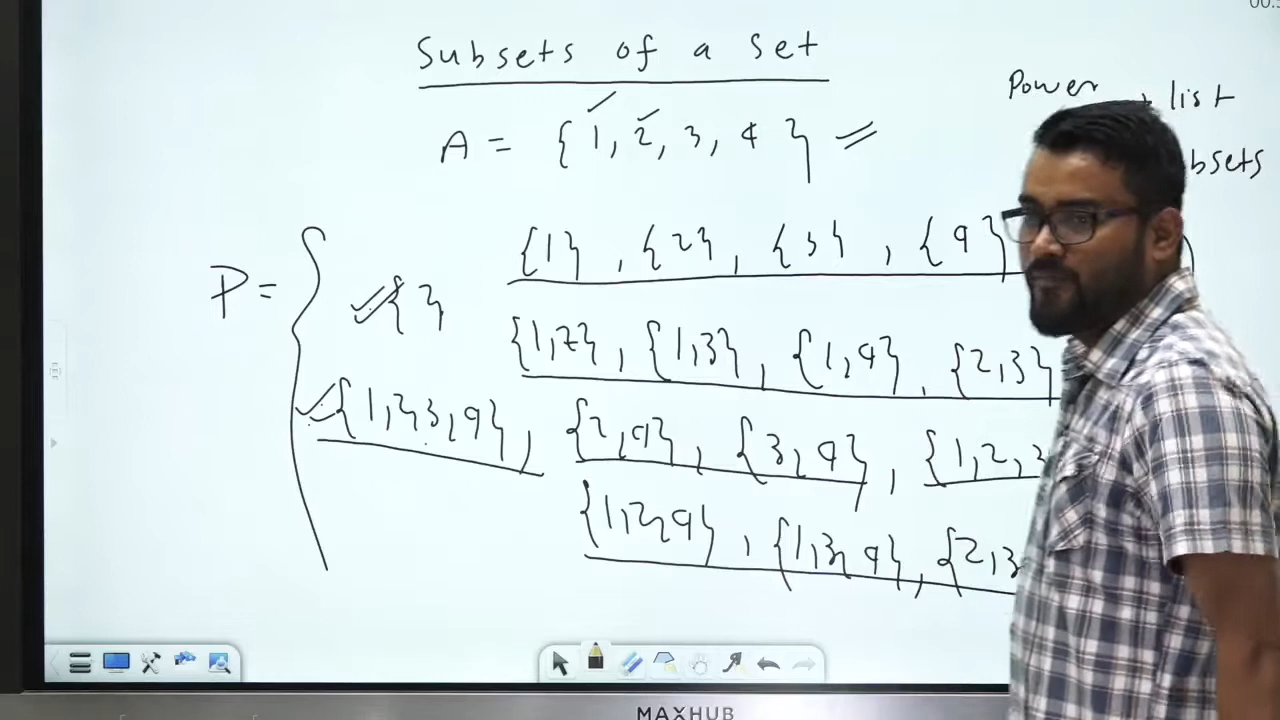 Subsets of a set
Power → list
A = {1, 2, 3, 4}
bsets
{1}, {2}, {3}, {4}
P = { {}
{1,2}, {1,3}, {1,4}, {2,3}
{1,2,3,4}, {2,4}, {3,4}, {1,2,3
{1,2,4}, {1,3,4}, {2,3
MAXHUB